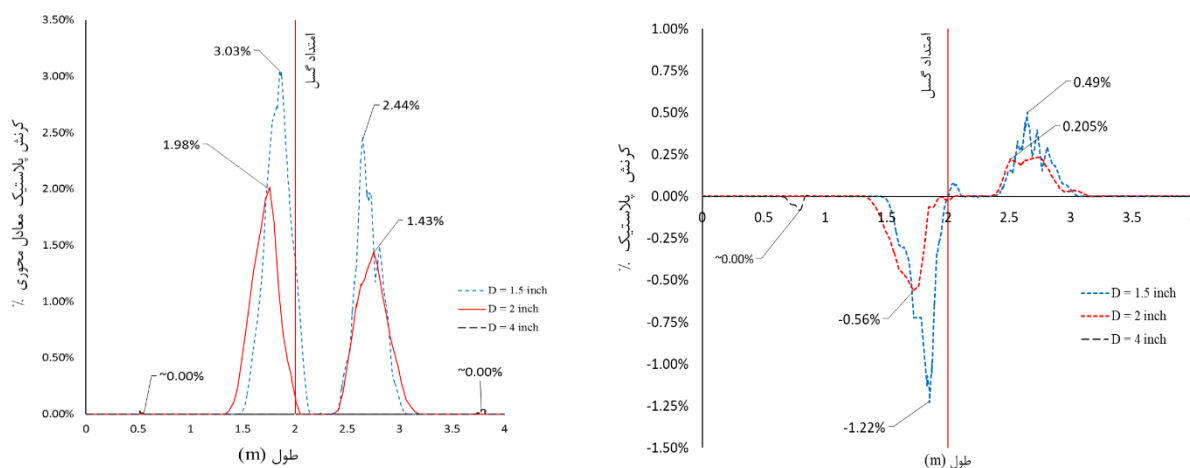 3.50%
3.00%
2.50%
2.00%
1.50%
1.00%
0.50%
0.00%
کرنش پلاستیک معادل محوری %
امتداد گسل
3.03%
2.44%
1.98%
1.43%
~0.00%
~0.00%
D = 1.5 inch
D = 2 inch
D = 4 inch
0 0.5 1 1.5 2 2.5 3 3.5 4
طول (m)
1.00%
0.75%
0.50%
0.25%
0.00%
-0.25%
-0.50%
-0.75%
-1.00%
-1.25%
-1.50%
کرنش پلاستیک %
امتداد گسل
0.49%
0.205%
0 0.5 1 1.5 2 2.5 3 3.5
~0.00%
-0.56%
-1.22%
D = 1.5 inch
D = 2 inch
D = 4 inch
طول (m)